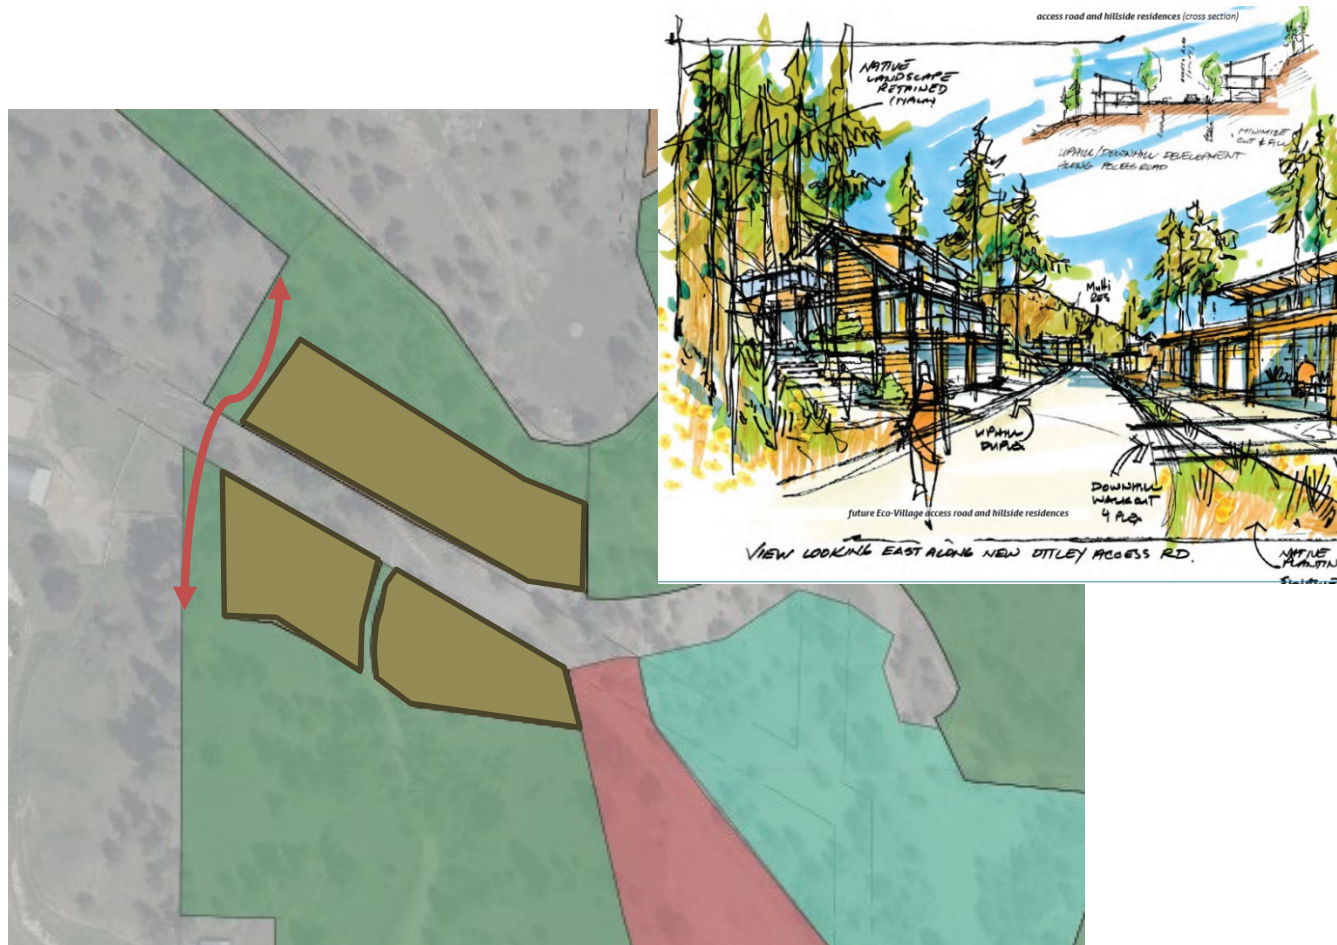 access road and hillside residences (cross section)
NATIVE
LANDSCAPE
RETAINED
MINIMIZE
CUT & FILL
UPHILL/DOWNHILL DEVELOPMENT
ALONG ACCESS ROAD
Multi
RES
UPHILL
DUPLEX
DOWNHILL
WALKOUT
4 PLEX
future Eco-Village access road and hillside residences
VIEW LOOKING EAST ALONG NEW OTTLEY ACCESS RD.
NATIVE